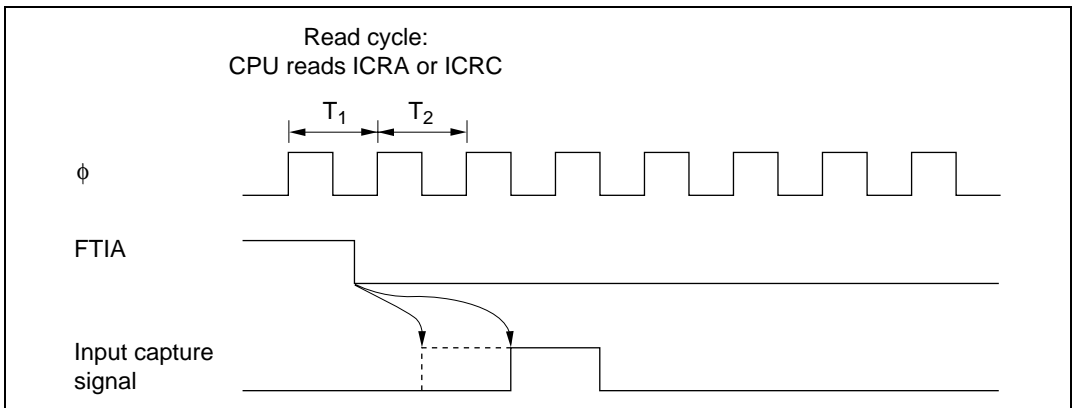 Read cycle:
CPU reads ICRA or ICRC
T1 T2
ϕ
FTIA
Input capture
signal